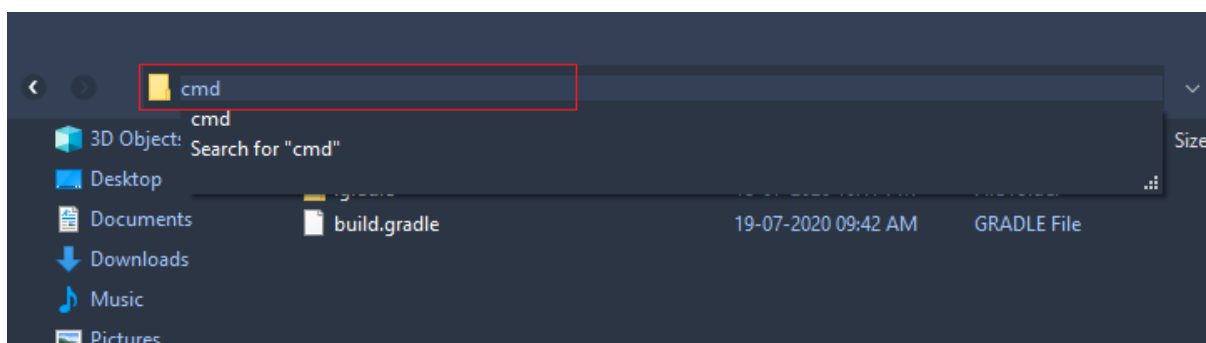 cmd
cmd
Search for "cmd"
3D Object
Size
Desktop
Documents
build.gradle 19-07-2020 09:42 AM GRADLE File
Downloads
Music
Pictures